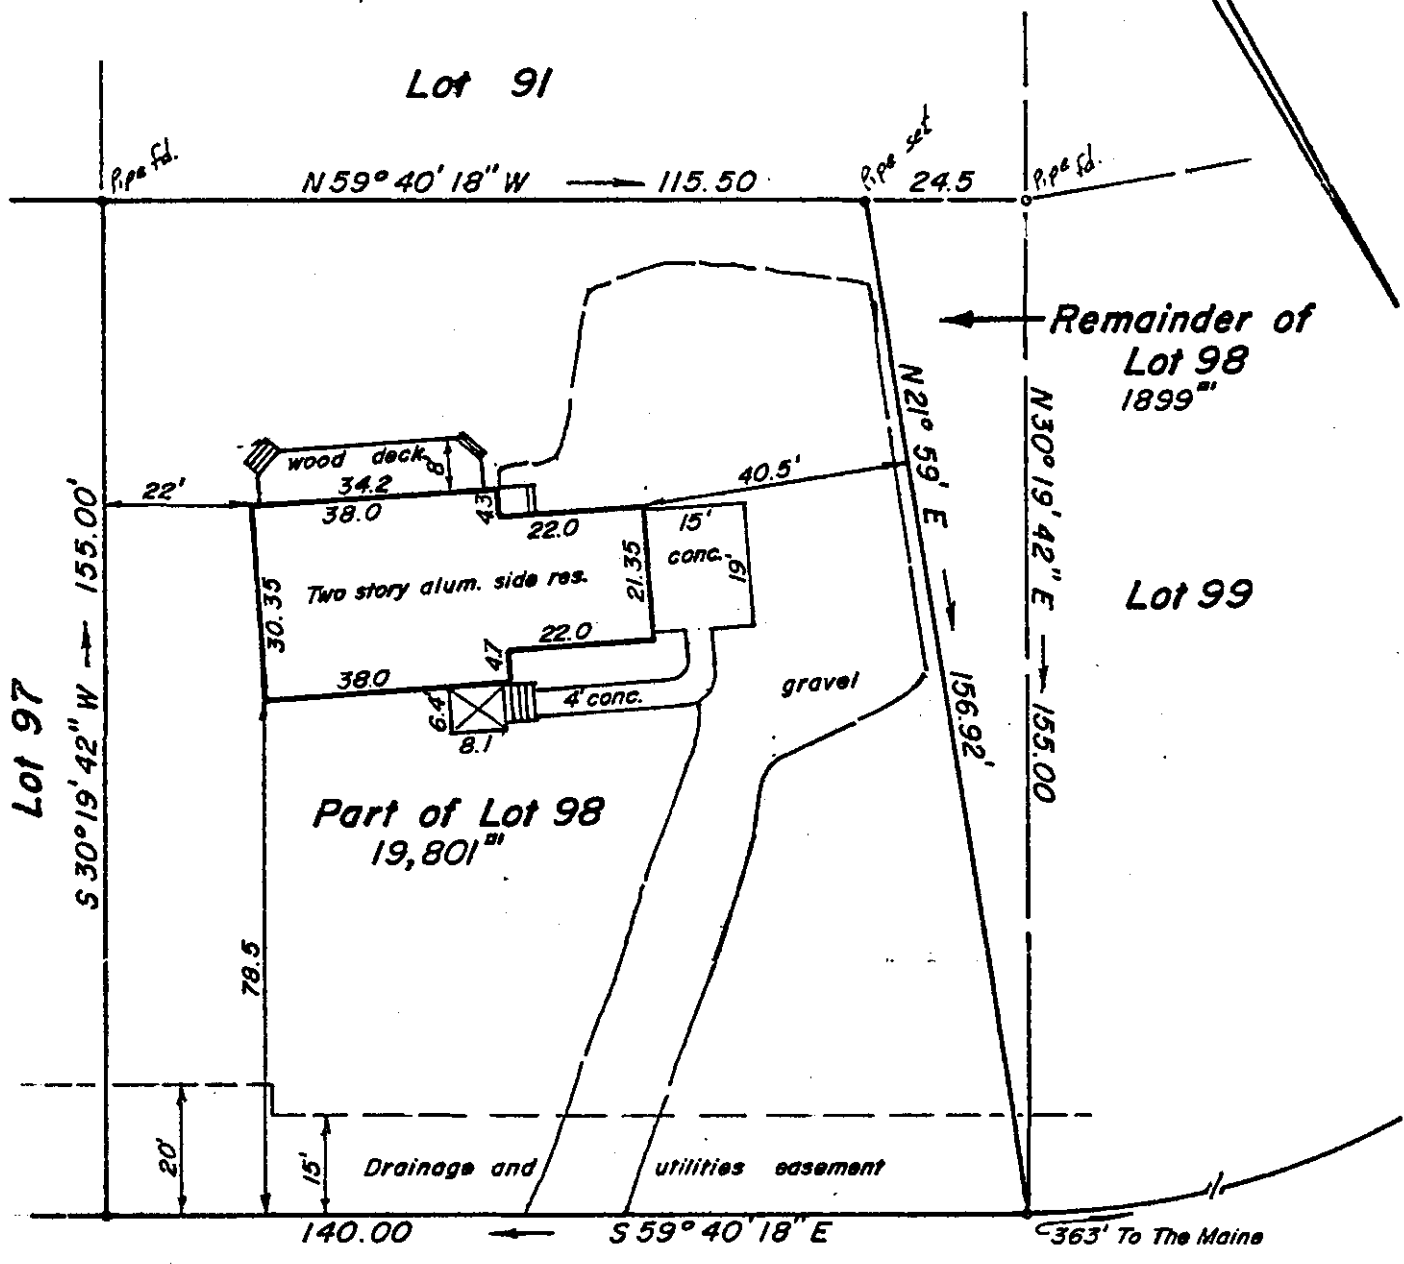 Lot 91
Pipe fd.
N 59° 40' 18" W
115.50
Pipe set
24.5
Pipe fd.
Remainder of
Lot 98
1899
N 21° 59' E
156.92'
N 30° 19' 42" E
155.00
Lot 99
wood deck
8
34.2
38.0
4.3
22.0
22'
40.5'
15'
conc.
19'
Two story alum. side res.
21.35
30.35
22.0
4.7
38.0
6.4
8.1
4' conc.
gravel
Lot 97
S 30° 19' 42" W
155.00'
Part of Lot 98
19,801
78.5
20'
15'
Drainage and utilities easement
140.00
S 59° 40' 18" E
363' To The Maine